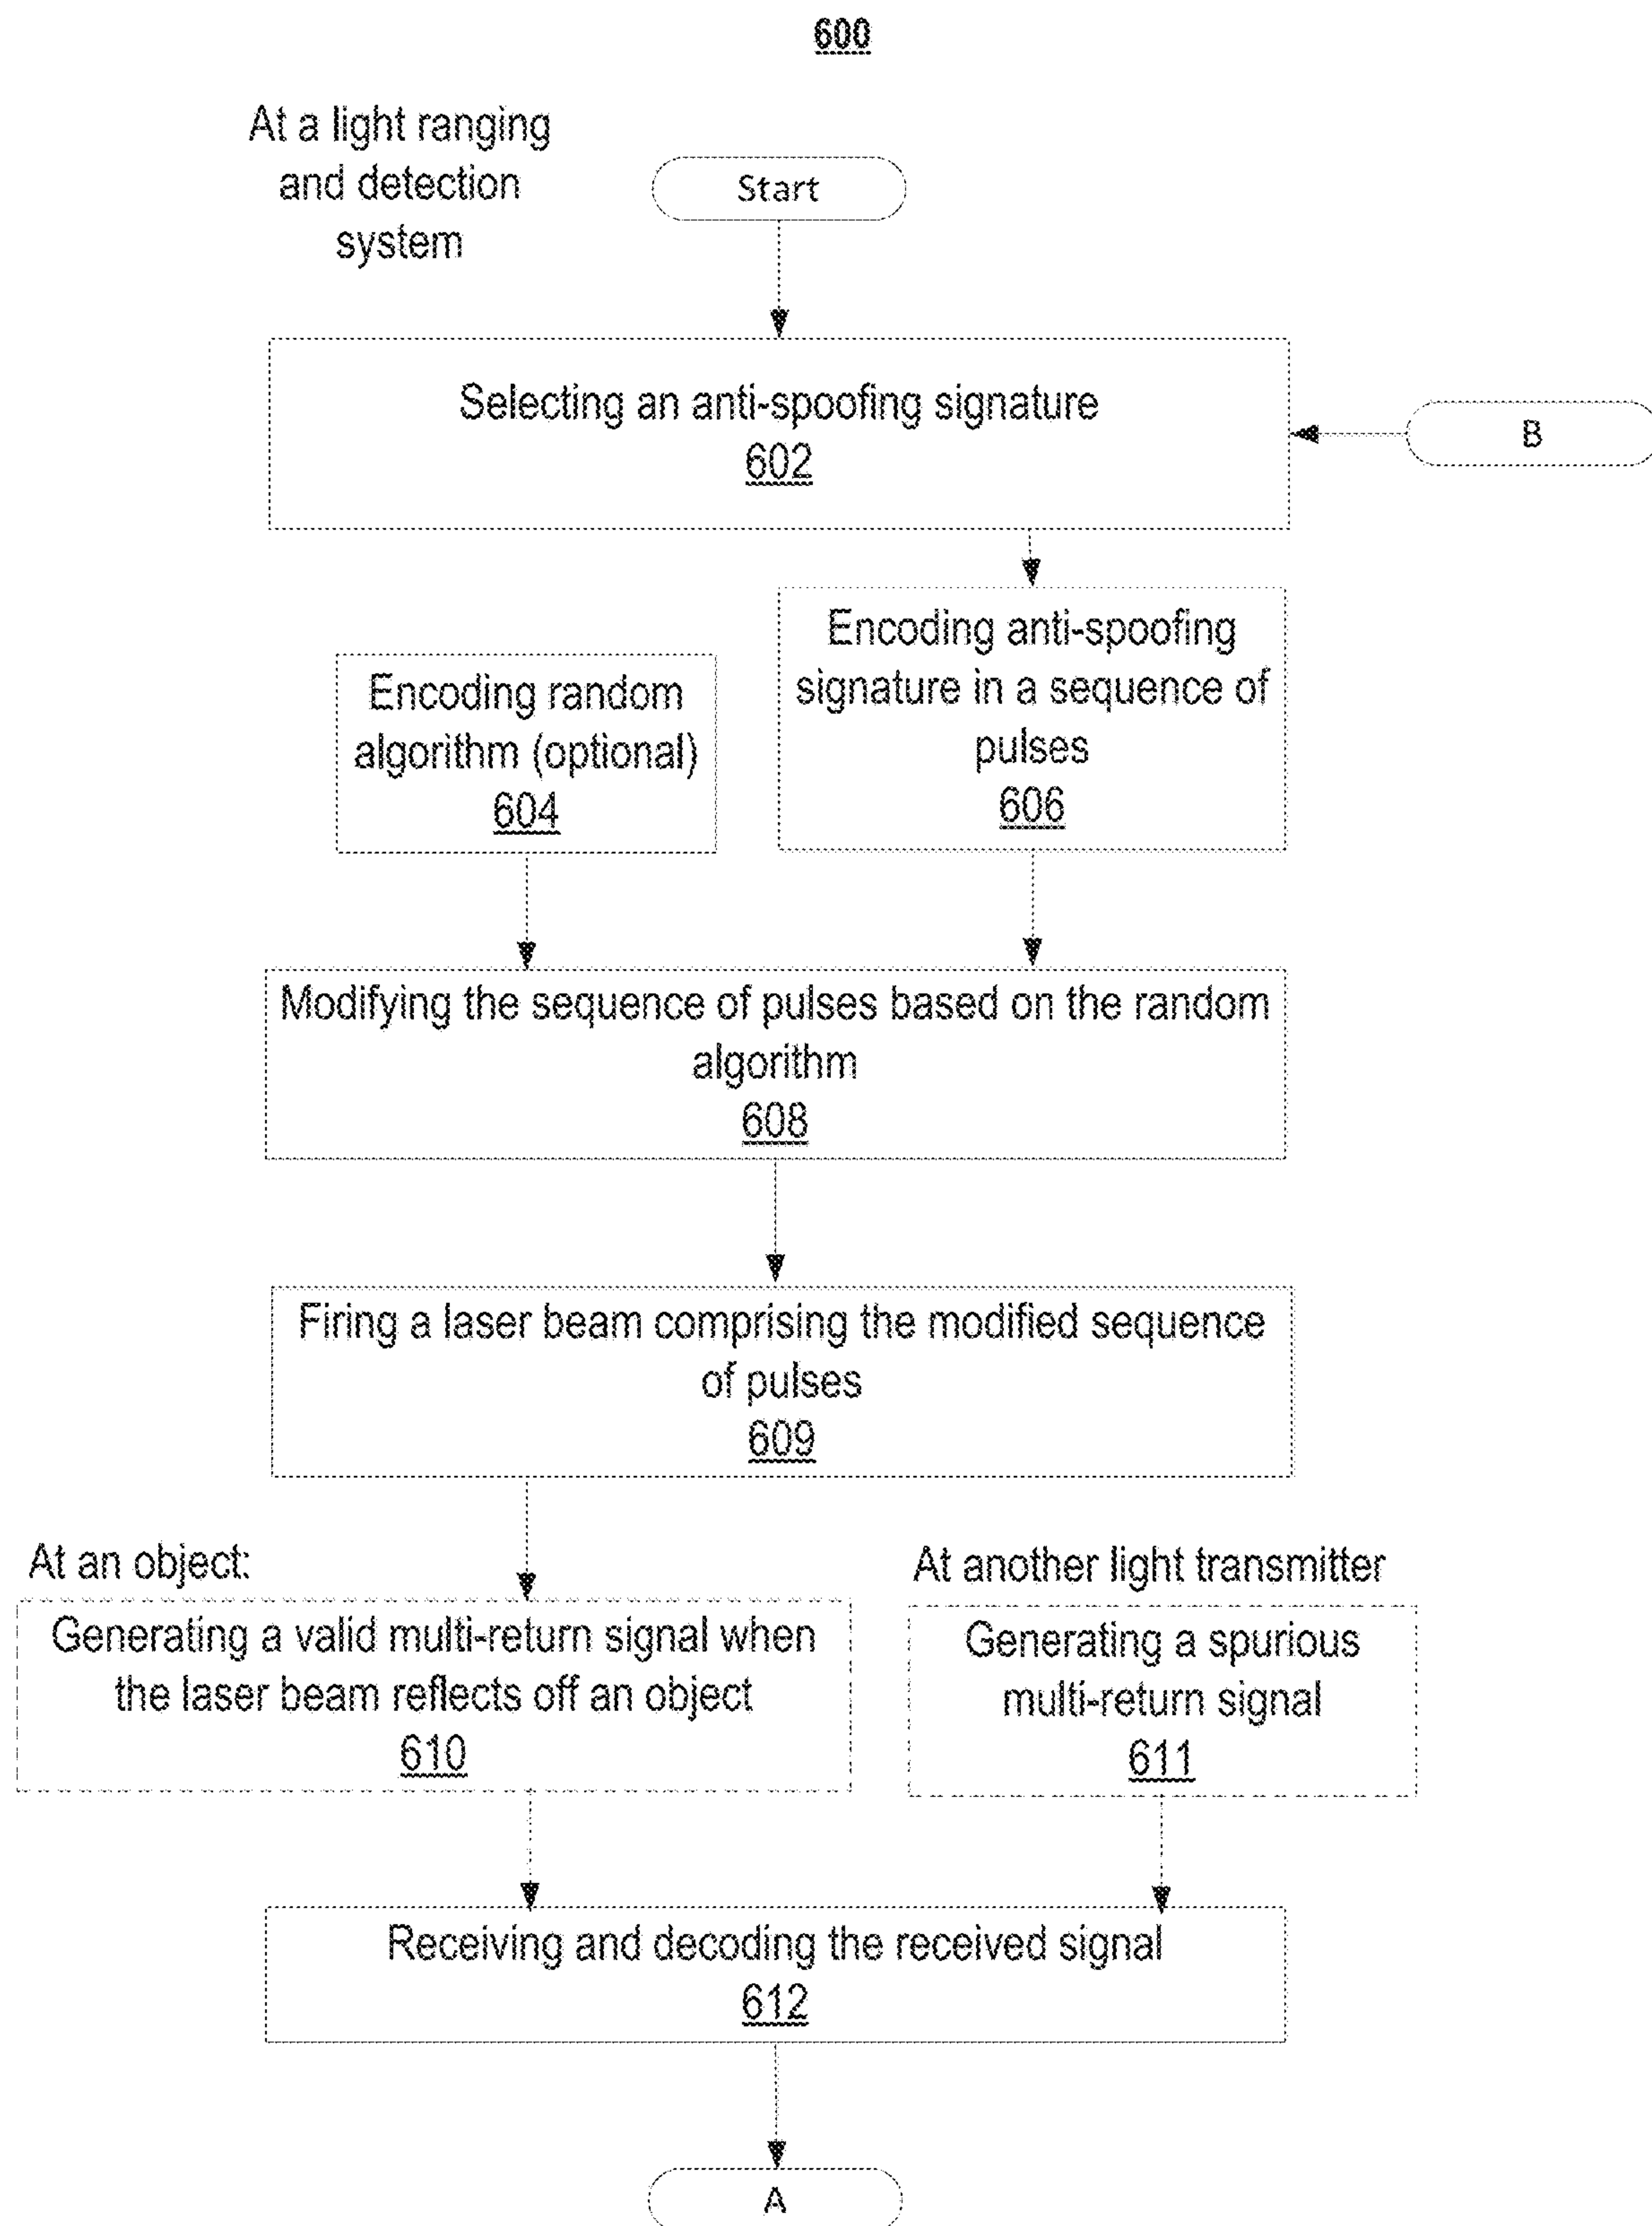 600
At a light ranging
and detection
system
Start
Selecting an anti-spoofing signature
602
B
Encoding random
algorithm (optional)
604
Encoding anti-spoofing
signature in a sequence of
pulses
606
Modifying the sequence of pulses based on the random
algorithm
608
Firing a laser beam comprising the modified sequence
of pulses
609
At an object:
Generating a valid multi-return signal when
the laser beam reflects off an object
610
At another light transmitter
Generating a spurious
multi-return signal
611
Receiving and decoding the received signal
612
A